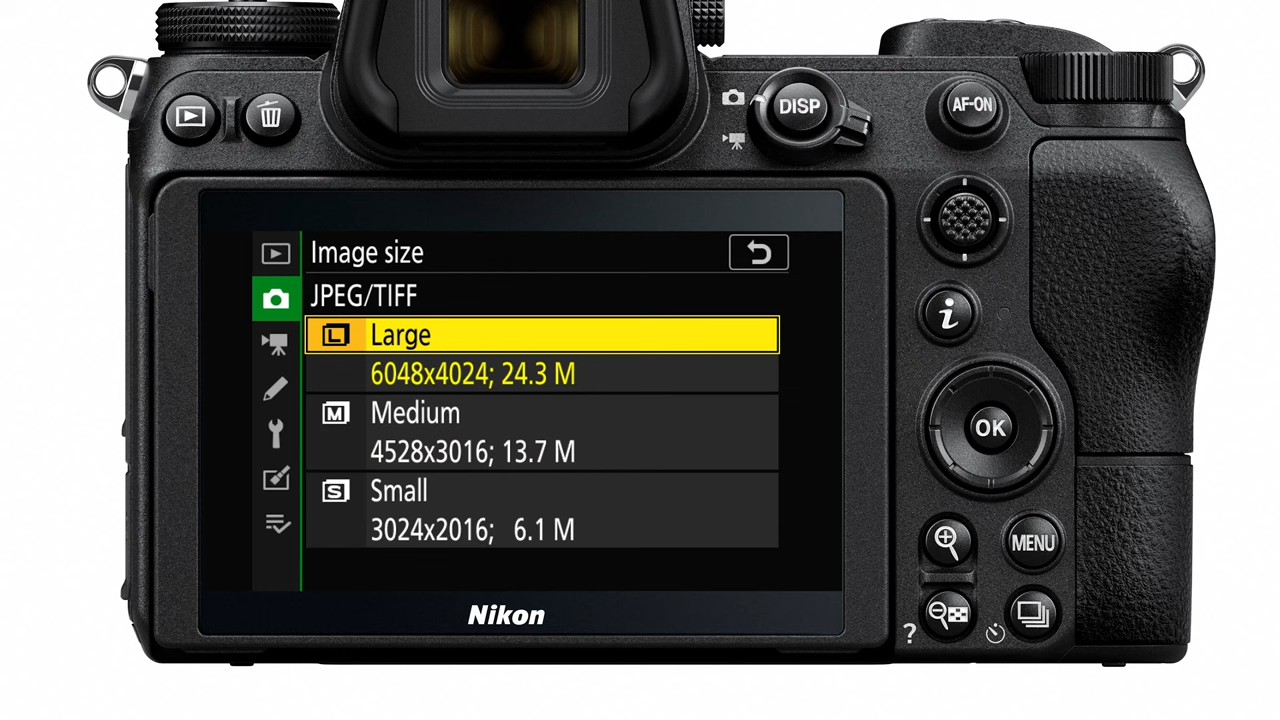 DISP
AF-ON
Image size
JPEG/TIFF
L Large
6048x4024; 24.3 M
M Medium
4528x3016; 13.7 M
S Small
3024x2016; 6.1 M
Nikon
i
OK
MENU
?